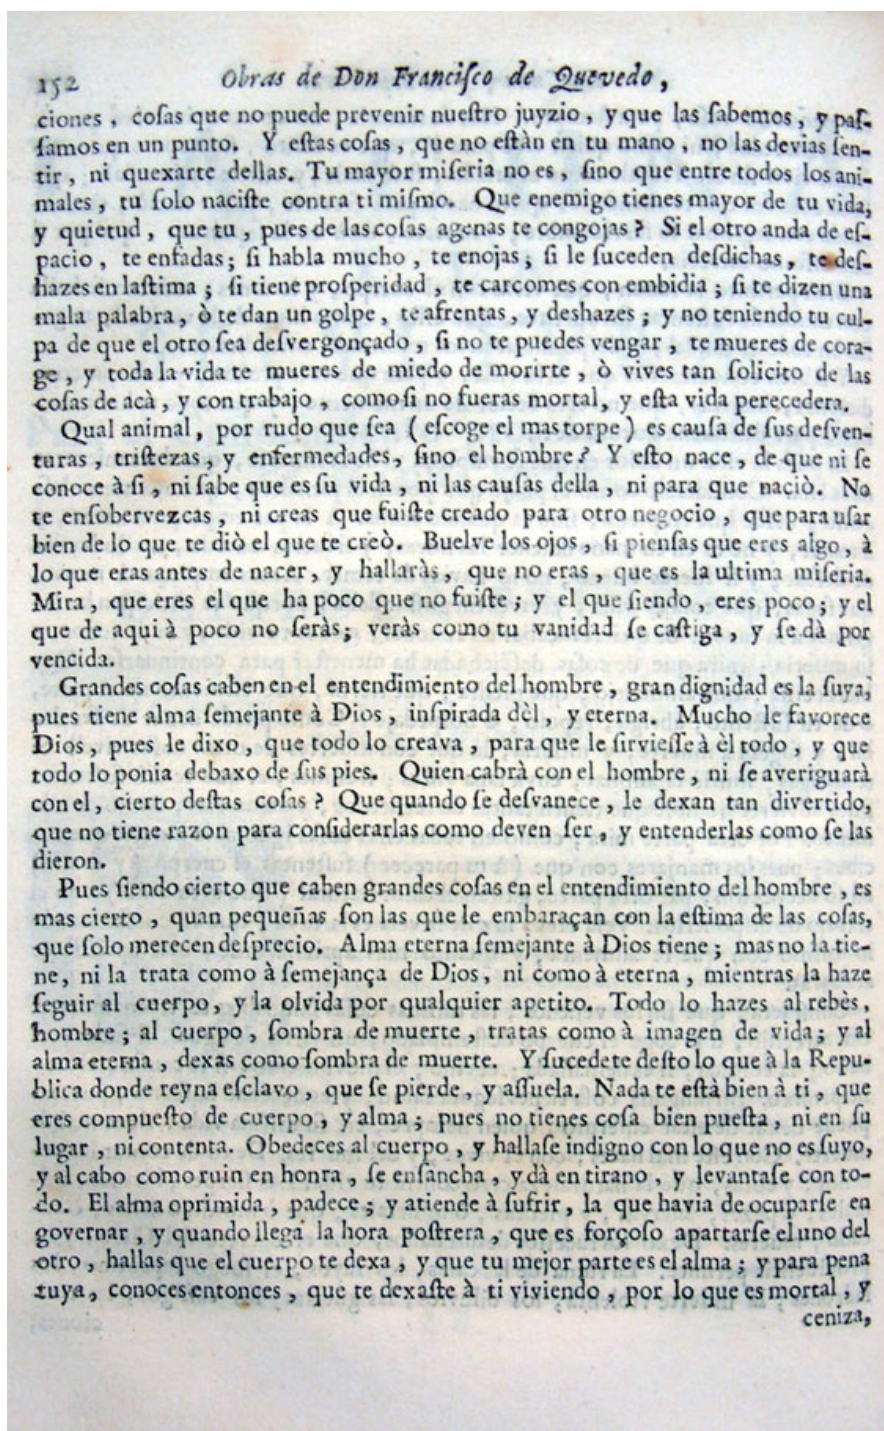 152 Obras de Don Franciſco de Quevedo,
ciones, coſas que no puede prevenir nueſtro juyzio, y que las ſabemos, y paſ-
ſamos en un punto. Y eſtas coſas, que no eſtàn en tu mano, no las devias ſen-
tir, ni quexarte dellas. Tu mayor miſeria no es, ſino que entre todos los ani-
males, tu ſolo naciſte contra ti miſmo. Que enemigo tienes mayor de tu vida,
y quietud, que tu, pues de las coſas agenas te congojas? Si el otro anda de eſ-
pacio, te enfadas; ſi habla mucho, te enojas; ſi le ſuceden deſdichas, te deſ-
hazes en laſtima; ſi tiene proſperidad, te carcomes con embidia; ſi te dizen una
mala palabra, ò te dan un golpe, te afrentas, y deshazes; y no teniendo tu cul-
pa de que el otro ſea deſvergonçado, ſi no te puedes vengar, te mueres de cora-
ge, y toda la vida te mueres de miedo de morirte, ò vives tan ſolicito de las
coſas de acà, y con trabajo, como ſi no fueras mortal, y eſta vida perecedera.
Qual animal, por rudo que ſea (eſcoge el mas torpe) es cauſa de ſus deſven-
turas, triſtezas, y enfermedades, ſino el hombre? Y eſto nace, de que ni ſe
conoce à ſi, ni ſabe que es ſu vida, ni las cauſas della, ni para que naciò. No
te enſobervezcas, ni creas que fuiſte creado para otro negocio, que para uſar
bien de lo que te diò el que te creò. Buelve los ojos, ſi pienſas que eres algo, à
lo que eras antes de nacer, y hallaràs, que no eras, que es la ultima miſeria.
Mira, que eres el que ha poco que no fuiſte; y el que ſiendo, eres poco; y el
que de aqui à poco no ſeràs; veràs como tu vanidad ſe caſtiga, y ſe dà por
vencida.
Grandes coſas caben en el entendimiento del hombre, gran dignidad es la ſuya,
pues tiene alma ſemejante à Dios, inſpirada dèl, y eterna. Mucho le favorece
Dios, pues le dixo, que todo lo creava, para que le ſirvieſſe à èl todo, y que
todo lo ponia debaxo de ſus pies. Quien cabrà con el hombre, ni ſe averiguarà
con el, cierto deſtas coſas? Que quando ſe deſvanece, le dexan tan divertido,
que no tiene razon para conſiderarlas como deven ſer, y entenderlas como ſe las
dieron.
Pues ſiendo cierto que caben grandes coſas en el entendimiento del hombre, es
mas cierto, quan pequeñas ſon las que le embaraçan con la eſtima de las coſas,
que ſolo merecen deſprecio. Alma eterna ſemejante à Dios tiene; mas no la tie-
ne, ni la trata como à ſemejança de Dios, ni como à eterna, mientras la haze
ſeguir al cuerpo, y la olvida por qualquier apetito. Todo lo hazes al rebès,
hombre; al cuerpo, ſombra de muerte, tratas como à imagen de vida; y al
alma eterna, dexas como ſombra de muerte. Y ſucedete deſto lo que à la Repu-
blica donde reyna eſclavo, que ſe pierde, y aſſuela. Nada te eſtà bien à ti, que
eres compueſto de cuerpo, y alma; pues no tienes coſa bien pueſta, ni en ſu
lugar, ni contenta. Obedeces al cuerpo, y hallaſe indigno con lo que no es ſuyo,
y al cabo como ruin en honra, ſe enſancha, y dà en tirano, y levantaſe con to-
do. El alma oprimida, padece; y atiende à ſufrir, la que havia de ocuparſe en
governar, y quando llega la hora poſtrera, que es forçoſo apartarſe el uno del
otro, hallas que el cuerpo te dexa, y que tu mejor parte es el alma; y para pena
tuya, conoces entonces, que te dexaſte à ti viviendo, por lo que es mortal, y
ceniza,